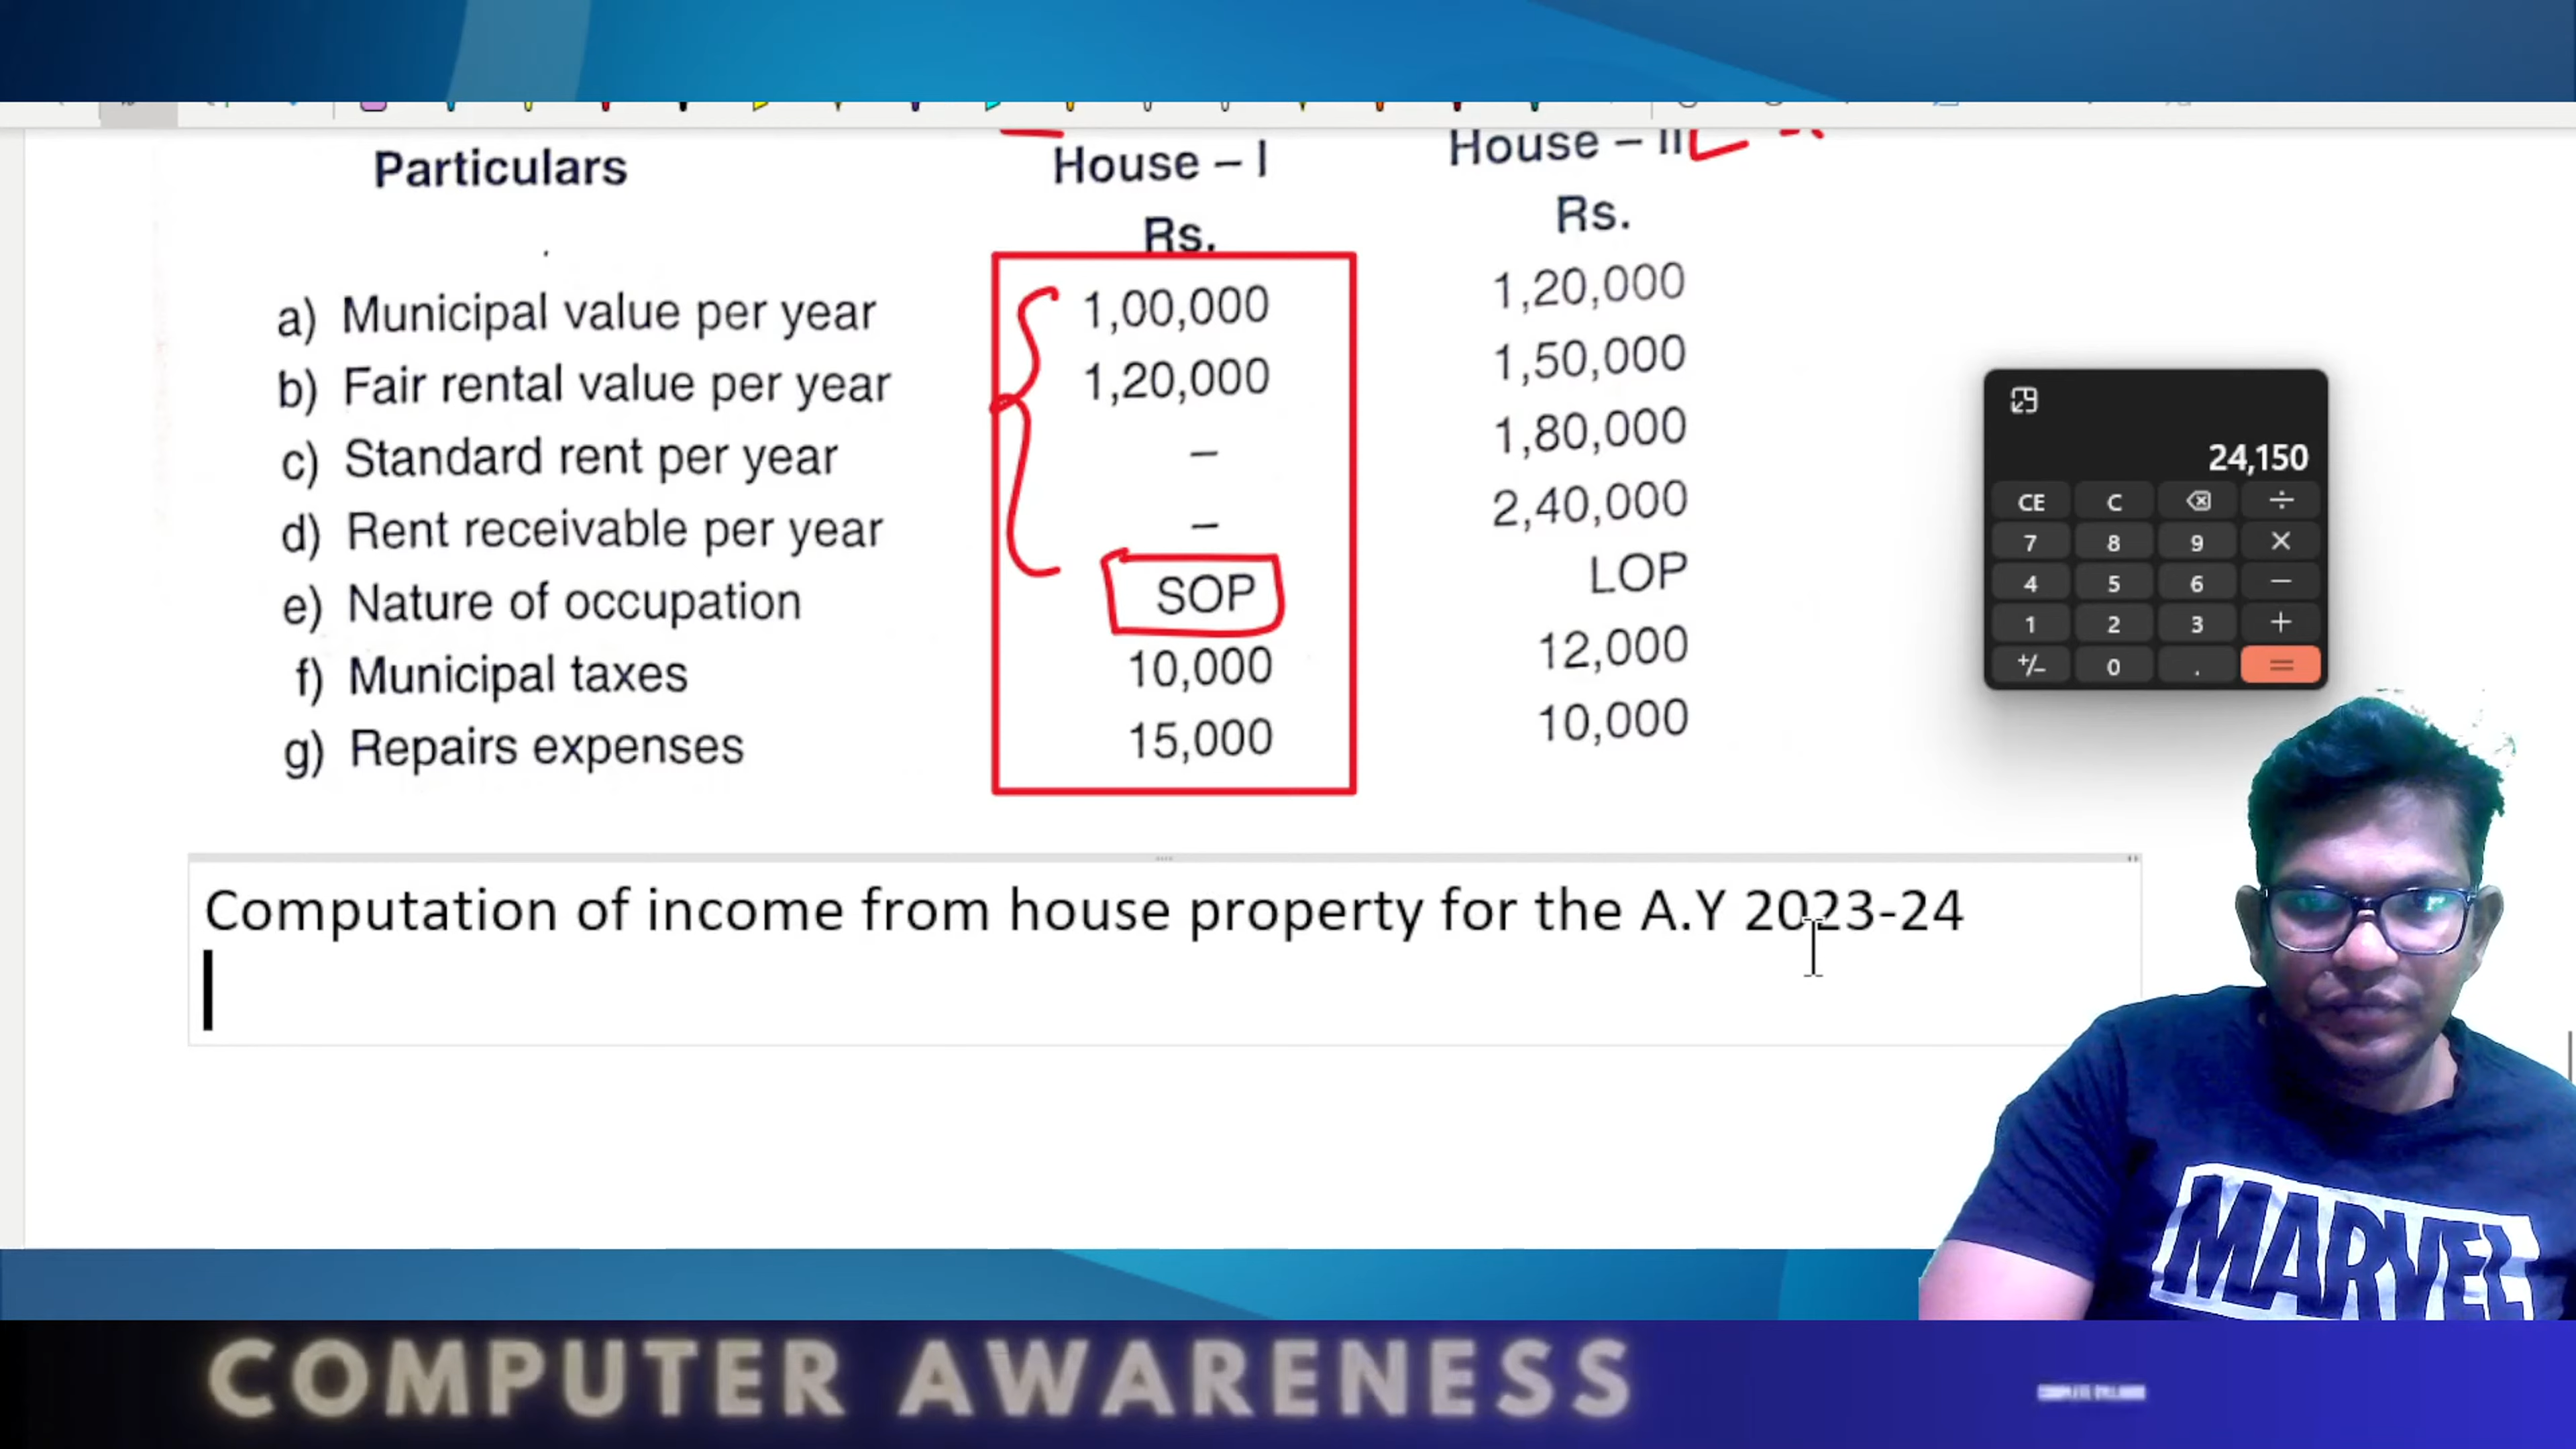 Particulars House – I House – II
Rs. Rs.
a) Municipal value per year 1,00,000 1,20,000
b) Fair rental value per year 1,20,000 1,50,000
c) Standard rent per year – 1,80,000
d) Rent receivable per year – 2,40,000
e) Nature of occupation SOP LOP
f) Municipal taxes 10,000 12,000
g) Repairs expenses 15,000 10,000
24,150
CE C ÷
7 8 9 ×
4 5 6 −
1 2 3 +
+/− 0 . =
Computation of income from house property for the A.Y 2023-24
MARVEL
COMPUTER AWARENESS